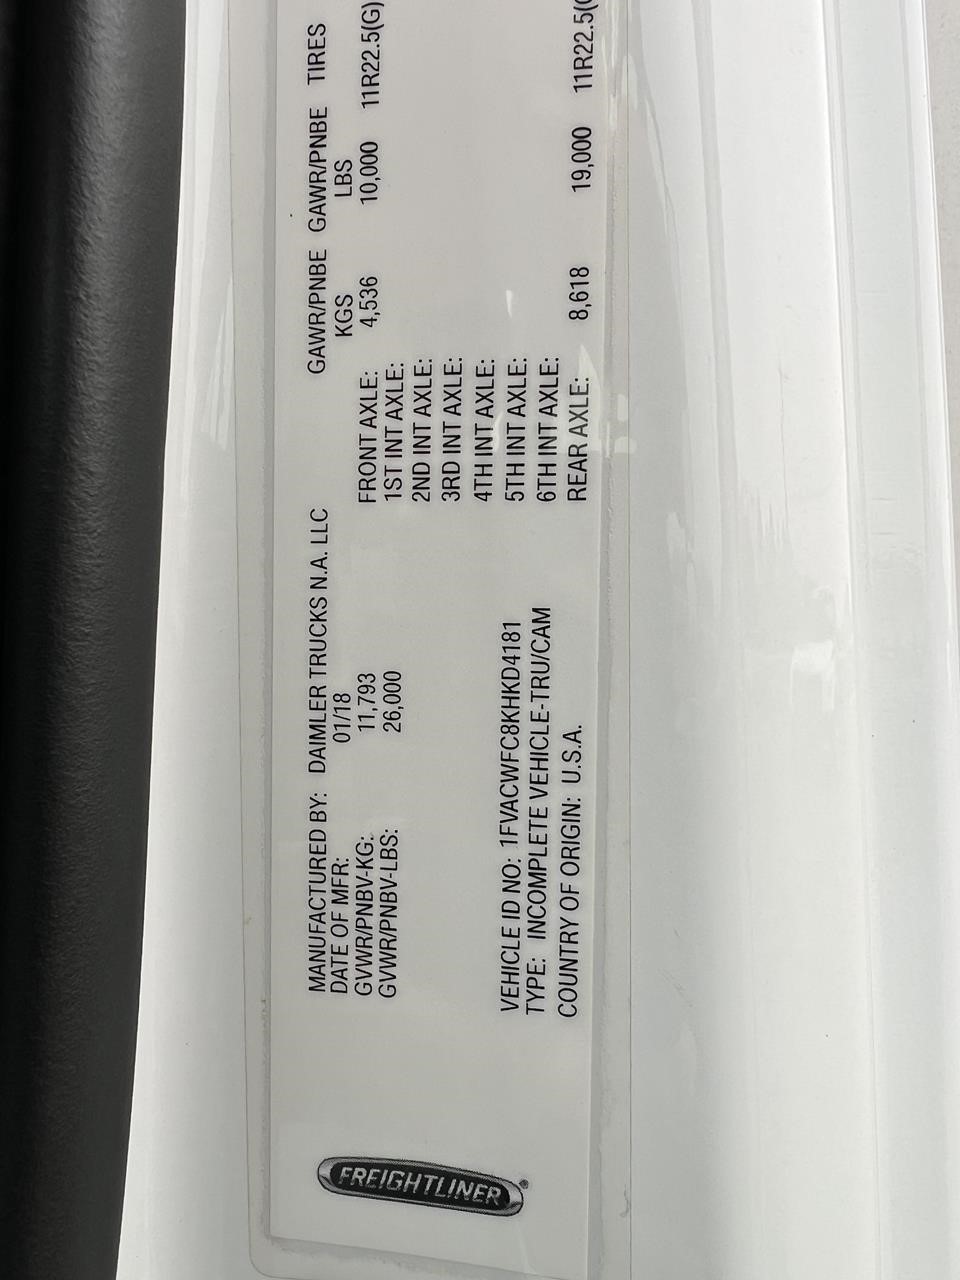 FREIGHTLINER®
MANUFACTURED BY: DAIMLER TRUCKS N.A. LLC
DATE OF MFR: 01/18
GVWR/PNBV-KG: 11,793
GVWR/PNBV-LBS: 26,000
VEHICLE ID NO: 1FVACWFC8KHKD4181
TYPE: INCOMPLETE VEHICLE-TRU/CAM
COUNTRY OF ORIGIN: U.S.A.
GAWR/PNBE GAWR/PNBE TIRES
KGS LBS
FRONT AXLE: 4,536 10,000 11R22.5(G)
1ST INT AXLE:
2ND INT AXLE:
3RD INT AXLE:
4TH INT AXLE:
5TH INT AXLE:
6TH INT AXLE:
REAR AXLE: 8,618 19,000 11R22.5(